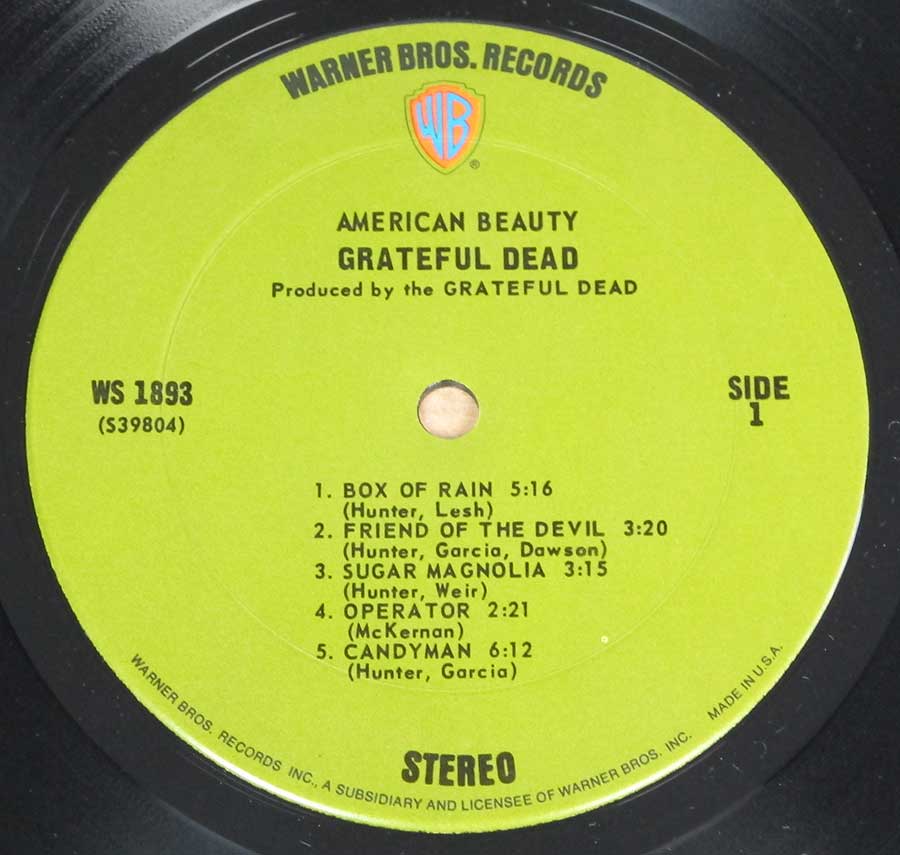 WARNER BROS. RECORDS
WB
®
AMERICAN BEAUTY
GRATEFUL DEAD
Produced by the GRATEFUL DEAD
WS 1893
(S39804)
SIDE
1
1. BOX OF RAIN 5:16
(Hunter, Lesh)
2. FRIEND OF THE DEVIL 3:20
(Hunter, Garcia, Dawson)
3. SUGAR MAGNOLIA 3:15
(Hunter, Weir)
4. OPERATOR 2:21
(McKernan)
5. CANDYMAN 6:12
(Hunter, Garcia)
STEREO
WARNER BROS. RECORDS INC., A SUBSIDIARY AND LICENSEE OF WARNER BROS. INC. MADE IN U.S.A.